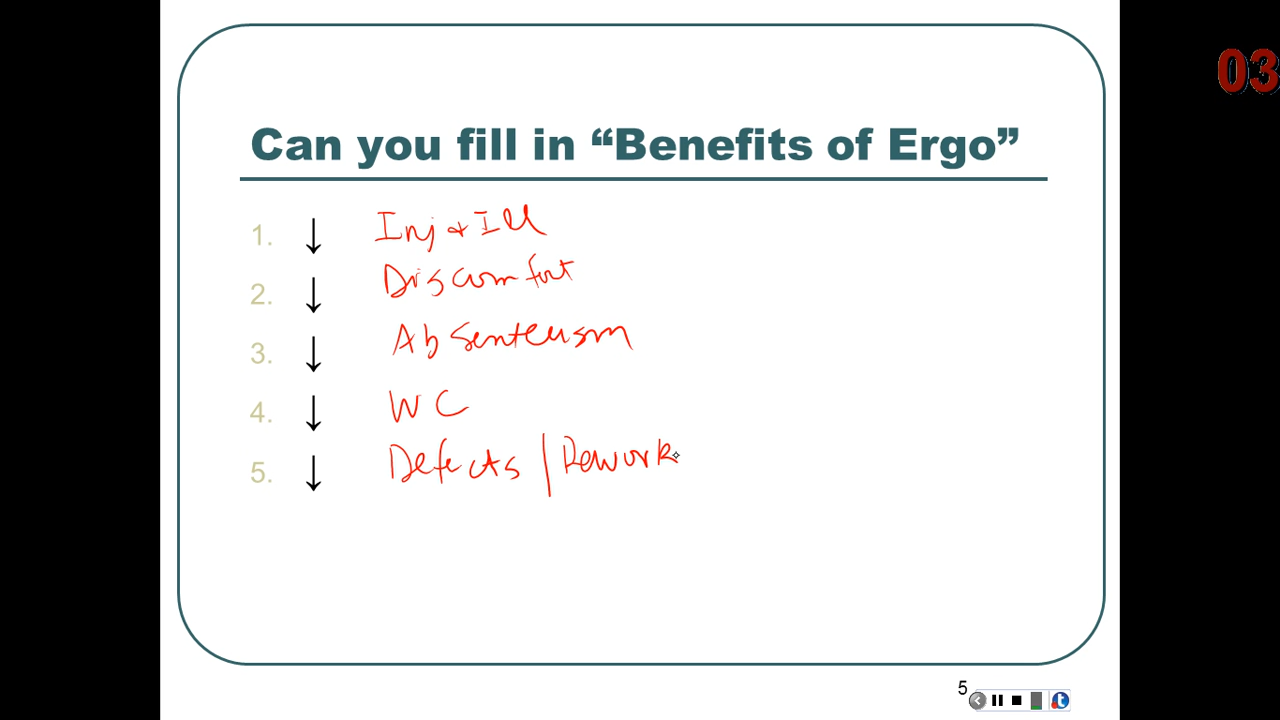 03
Can you fill in “Benefits of Ergo”
1. ↓ Inj & Ill
2. ↓ Discomfort
3. ↓ Absenteeism
4. ↓ WC
5. ↓ Defects / Rework
5
t